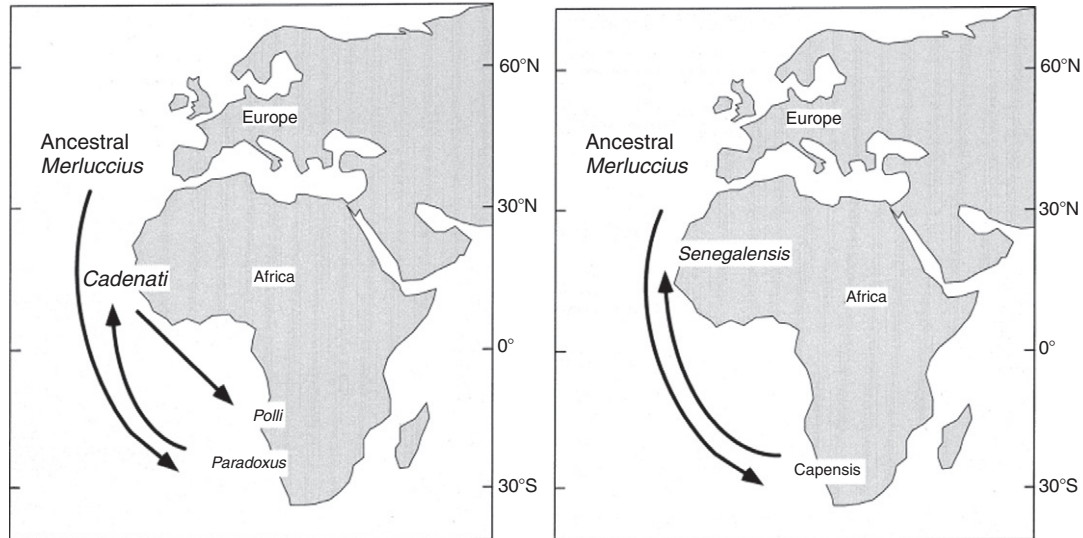 60°N
Europe
Ancestral
Merluccius
30°N
Cadenati
Africa
0°
Polli
Paradoxus
30°S
60°N
Europe
Ancestral
Merluccius
30°N
Senegalensis
Africa
0°
Capensis
30°S